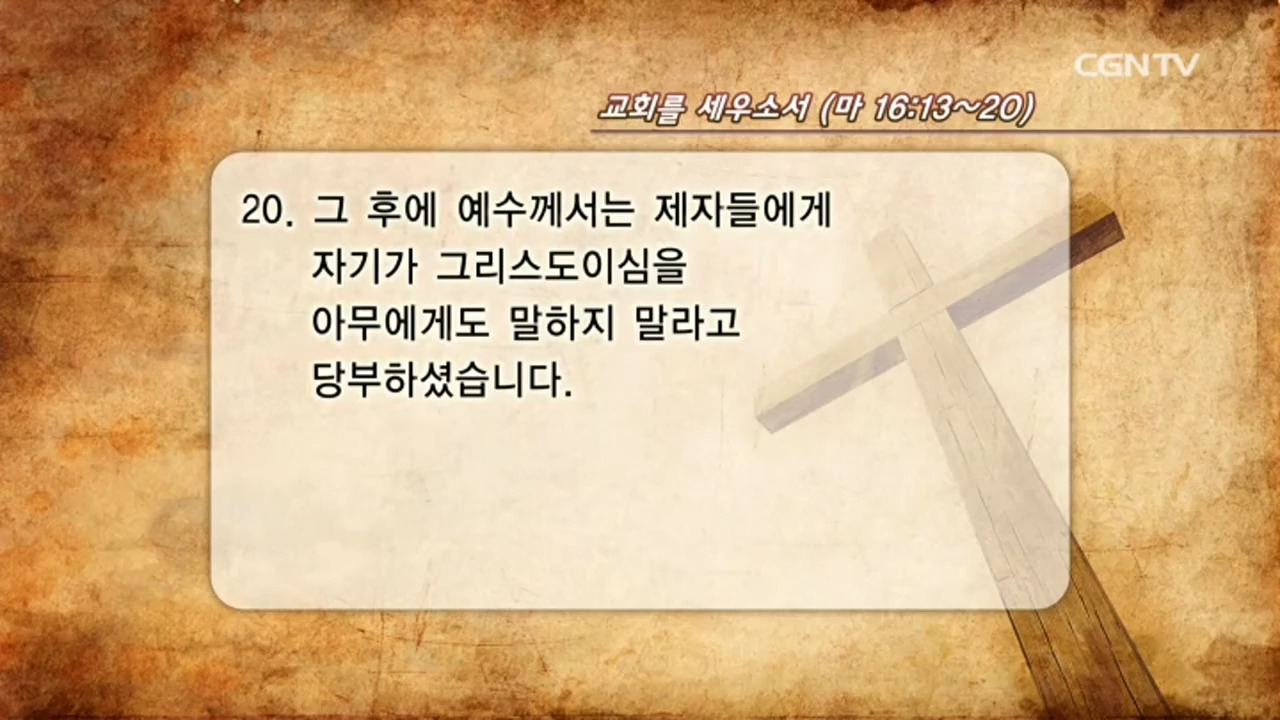 CGNTV
교회를 세우소서 (마 16:13~20)
20. 그 후에 예수께서는 제자들에게
자기가 그리스도이심을
아무에게도 말하지 말라고
당부하셨습니다.